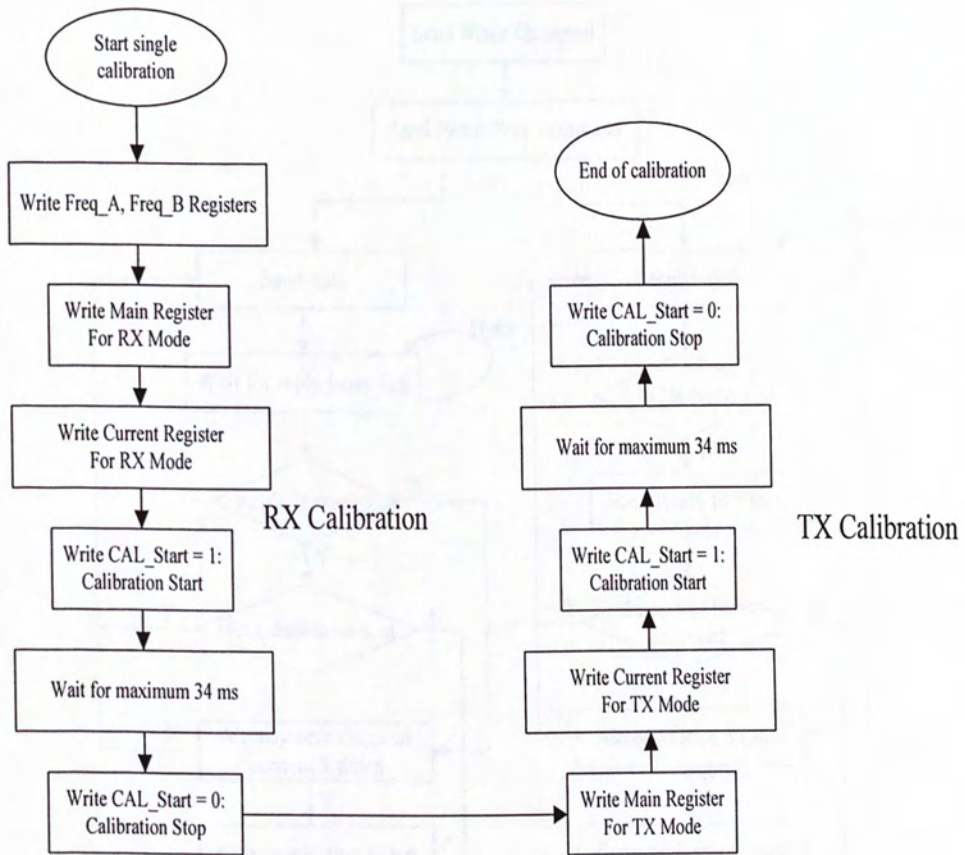 Start single
calibration
Write Freq_A, Freq_B Registers
Write Main Register
For RX Mode
Write Current Register
For RX Mode
RX Calibration
Write CAL_Start = 1:
Calibration Start
Wait for maximum 34 ms
Write CAL_Start = 0:
Calibration Stop
Write Main Register
For TX Mode
Write Current Register
For TX Mode
Write CAL_Start = 1:
Calibration Start
TX Calibration
Wait for maximum 34 ms
Write CAL_Start = 0:
Calibration Stop
End of calibration